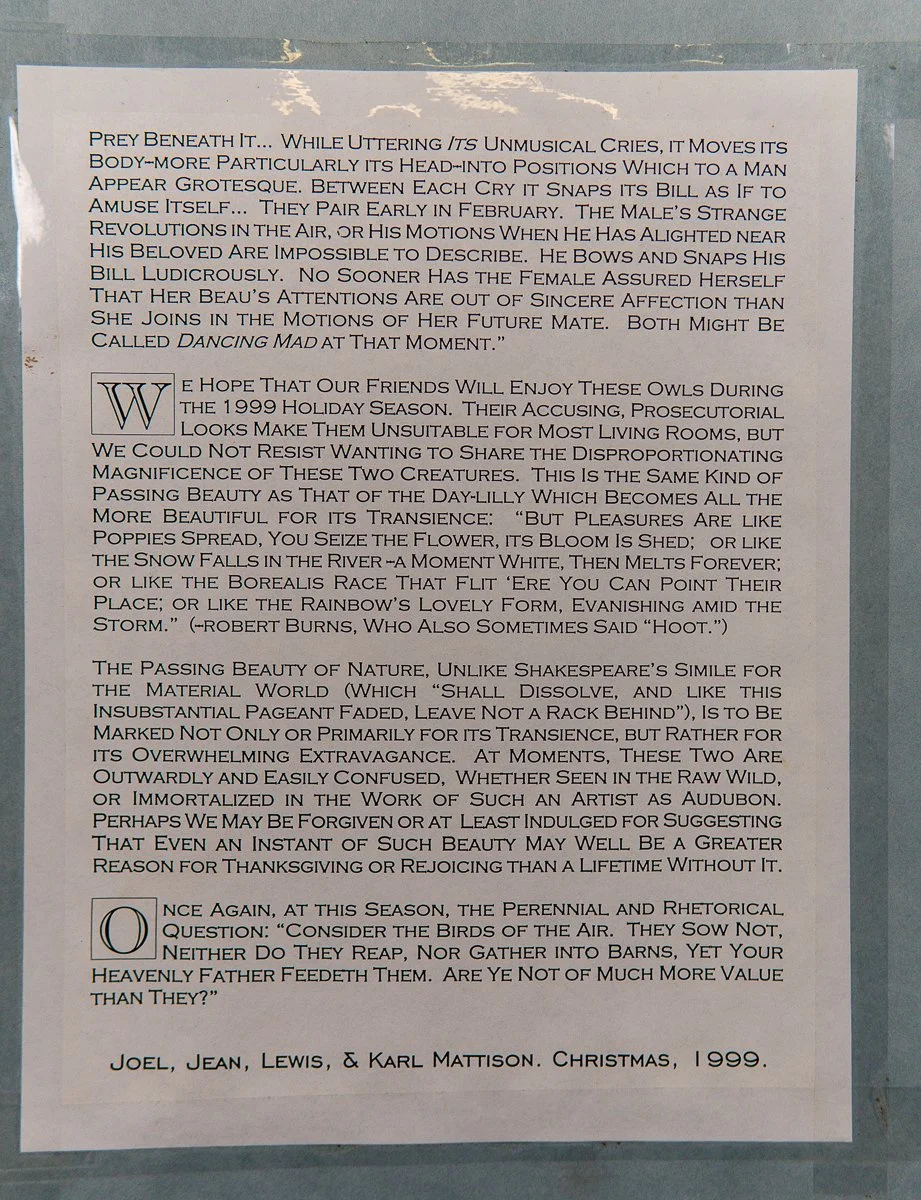 PREY BENEATH IT... WHILE UTTERING ITS UNMUSICAL CRIES, IT MOVES ITS
BODY-MORE PARTICULARLY ITS HEAD-INTO POSITIONS WHICH TO A MAN
APPEAR GROTESQUE. BETWEEN EACH CRY IT SNAPS ITS BILL AS IF TO
AMUSE ITSELF... THEY PAIR EARLY IN FEBRUARY. THE MALE'S STRANGE
REVOLUTIONS IN THE AIR, OR HIS MOTIONS WHEN HE HAS ALIGHTED NEAR
HIS BELOVED ARE IMPOSSIBLE TO DESCRIBE. HE BOWS AND SNAPS HIS
BILL LUDICROUSLY. NO SOONER HAS THE FEMALE ASSURED HERSELF
THAT HER BEAU'S ATTENTIONS ARE OUT OF SINCERE AFFECTION THAN
SHE JOINS IN THE MOTIONS OF HER FUTURE MATE. BOTH MIGHT BE
CALLED DANCING MAD AT THAT MOMENT."
WE HOPE THAT OUR FRIENDS WILL ENJOY THESE OWLS DURING
THE 1999 HOLIDAY SEASON. THEIR ACCUSING, PROSECUTORIAL
LOOKS MAKE THEM UNSUITABLE FOR MOST LIVING ROOMS, BUT
WE COULD NOT RESIST WANTING TO SHARE THE DISPROPORTIONATING
MAGNIFICENCE OF THESE TWO CREATURES. THIS IS THE SAME KIND OF
PASSING BEAUTY AS THAT OF THE DAY-LILLY WHICH BECOMES ALL THE
MORE BEAUTIFUL FOR ITS TRANSIENCE: "BUT PLEASURES ARE LIKE
POPPIES SPREAD, YOU SEIZE THE FLOWER, ITS BLOOM IS SHED; OR LIKE
THE SNOW FALLS IN THE RIVER -A MOMENT WHITE, THEN MELTS FOREVER;
OR LIKE THE BOREALIS RACE THAT FLIT 'ERE YOU CAN POINT THEIR
PLACE; OR LIKE THE RAINBOW'S LOVELY FORM, EVANISHING AMID THE
STORM." (-ROBERT BURNS, WHO ALSO SOMETIMES SAID "HOOT.")
THE PASSING BEAUTY OF NATURE, UNLIKE SHAKESPEARE'S SIMILE FOR
THE MATERIAL WORLD (WHICH "SHALL DISSOLVE, AND LIKE THIS
INSUBSTANTIAL PAGEANT FADED, LEAVE NOT A RACK BEHIND"), IS TO BE
MARKED NOT ONLY OR PRIMARILY FOR ITS TRANSIENCE, BUT RATHER FOR
ITS OVERWHELMING EXTRAVAGANCE. AT MOMENTS, THESE TWO ARE
OUTWARDLY AND EASILY CONFUSED, WHETHER SEEN IN THE RAW WILD,
OR IMMORTALIZED IN THE WORK OF SUCH AN ARTIST AS AUDUBON.
PERHAPS WE MAY BE FORGIVEN OR AT LEAST INDULGED FOR SUGGESTING
THAT EVEN AN INSTANT OF SUCH BEAUTY MAY WELL BE A GREATER
REASON FOR THANKSGIVING OR REJOICING THAN A LIFETIME WITHOUT IT.
ONCE AGAIN, AT THIS SEASON, THE PERENNIAL AND RHETORICAL
QUESTION: "CONSIDER THE BIRDS OF THE AIR. THEY SOW NOT,
NEITHER DO THEY REAP, NOR GATHER INTO BARNS, YET YOUR
HEAVENLY FATHER FEEDETH THEM. ARE YE NOT OF MUCH MORE VALUE
THAN THEY?"
JOEL, JEAN, LEWIS, & KARL MATTISON. CHRISTMAS, 1999.